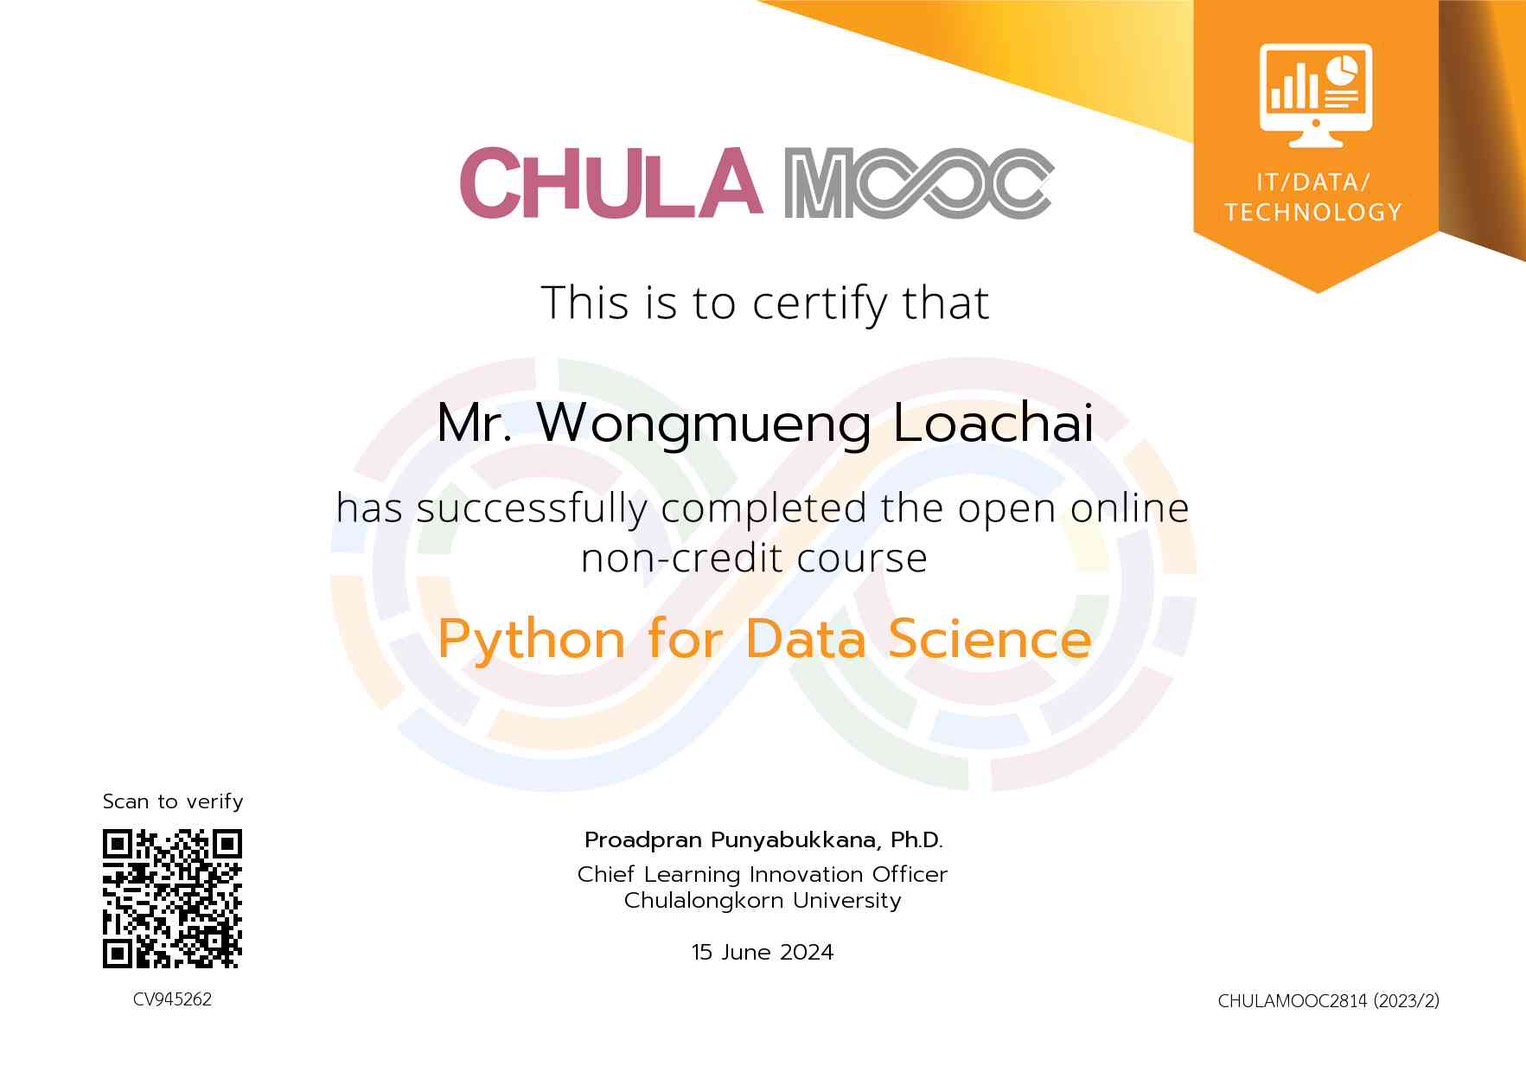 IT/DATA/
TECHNOLOGY
CHULA MOOC
This is to certify that
Mr. Wongmueng Loachai
has successfully completed the open online
non-credit course
Python for Data Science
Scan to verify
Proadpran Punyabukkana, Ph.D.
Chief Learning Innovation Officer
Chulalongkorn University
15 June 2024
CV945262
CHULAMOOC2814 (2023/2)